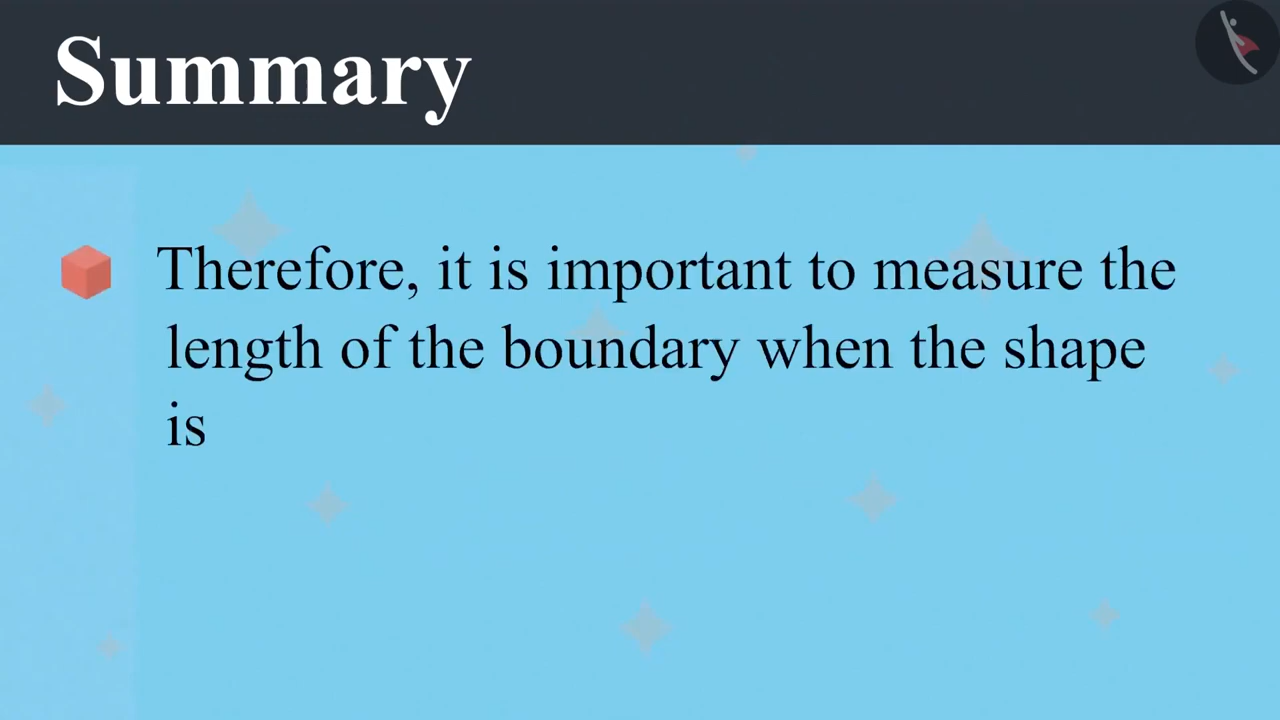 Summary
Therefore, it is important to measure the
length of the boundary when the shape
is